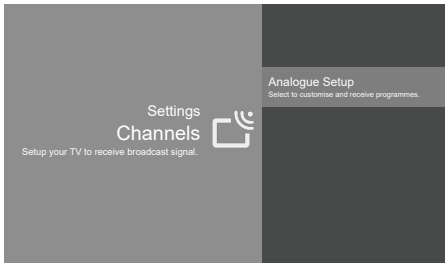 Settings
Channels
Setup your TV to receive broadcast signal.
Analogue Setup
Select to customise and receive programmes.